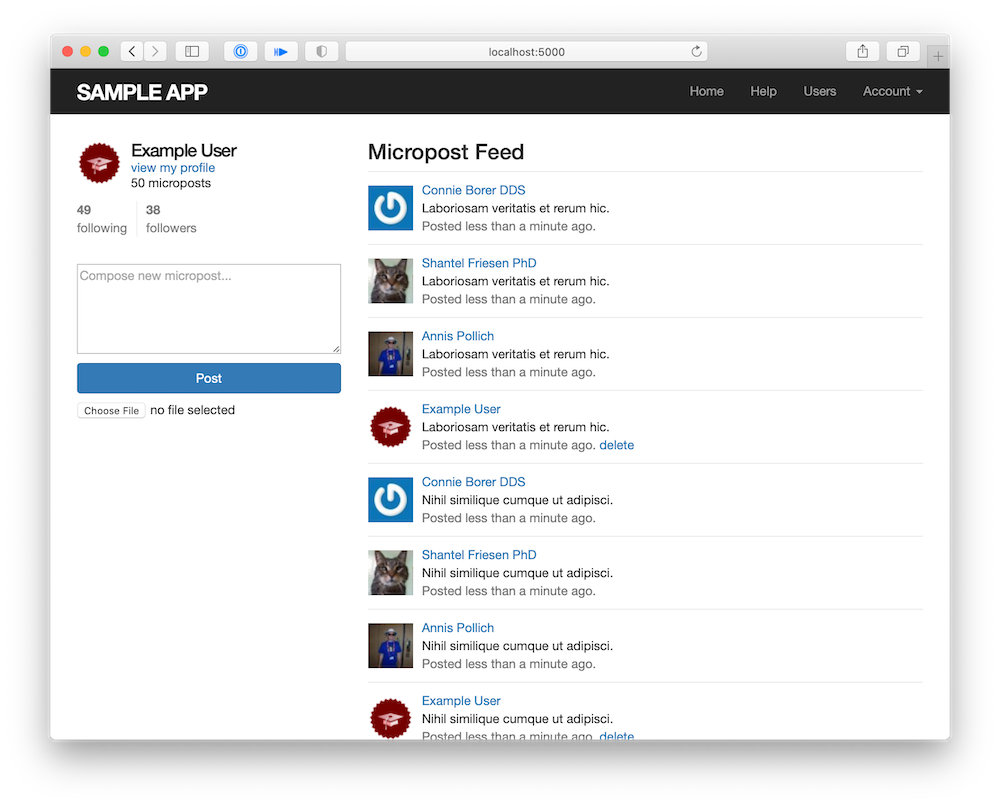 localhost:5000
SAMPLE APP
Home Help Users Account
Example User
view my profile
50 microposts
49 38
following followers
Compose new micropost...
Post
Choose File no file selected
Micropost Feed
Connie Borer DDS
Laboriosam veritatis et rerum hic.
Posted less than a minute ago.
Shantel Friesen PhD
Laboriosam veritatis et rerum hic.
Posted less than a minute ago.
Annis Pollich
Laboriosam veritatis et rerum hic.
Posted less than a minute ago.
Example User
Laboriosam veritatis et rerum hic.
Posted less than a minute ago. delete
Connie Borer DDS
Nihil similique cumque ut adipisci.
Posted less than a minute ago.
Shantel Friesen PhD
Nihil similique cumque ut adipisci.
Posted less than a minute ago.
Annis Pollich
Nihil similique cumque ut adipisci.
Posted less than a minute ago.
Example User
Nihil similique cumque ut adipisci.
Posted less than a minute ago. delete